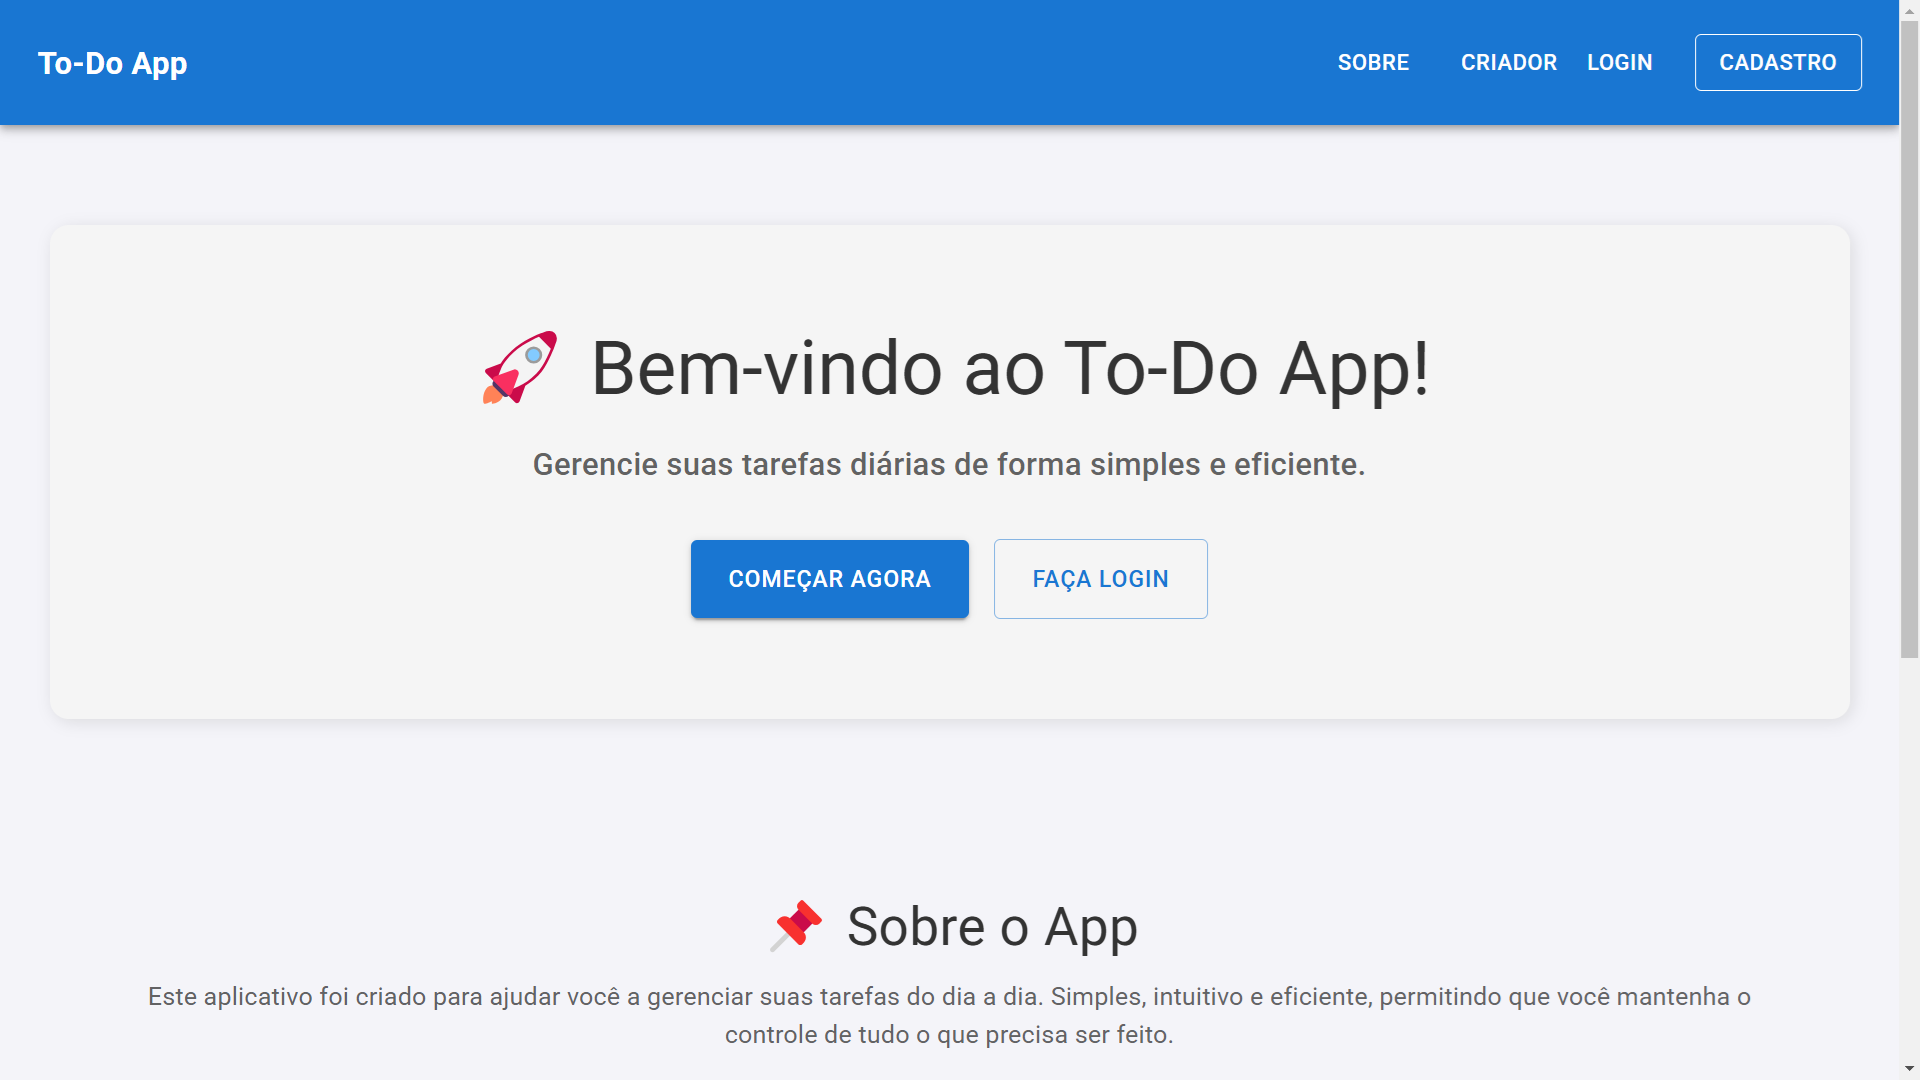 To-Do App
SOBRE
CRIADOR
LOGIN
CADASTRO
Bem-vindo ao To-Do App!
Gerencie suas tarefas diárias de forma simples e eficiente.
COMEÇAR AGORA
FAÇA LOGIN
Sobre o App
Este aplicativo foi criado para ajudar você a gerenciar suas tarefas do dia a dia. Simples, intuitivo e eficiente, permitindo que você mantenha o
controle de tudo o que precisa ser feito.